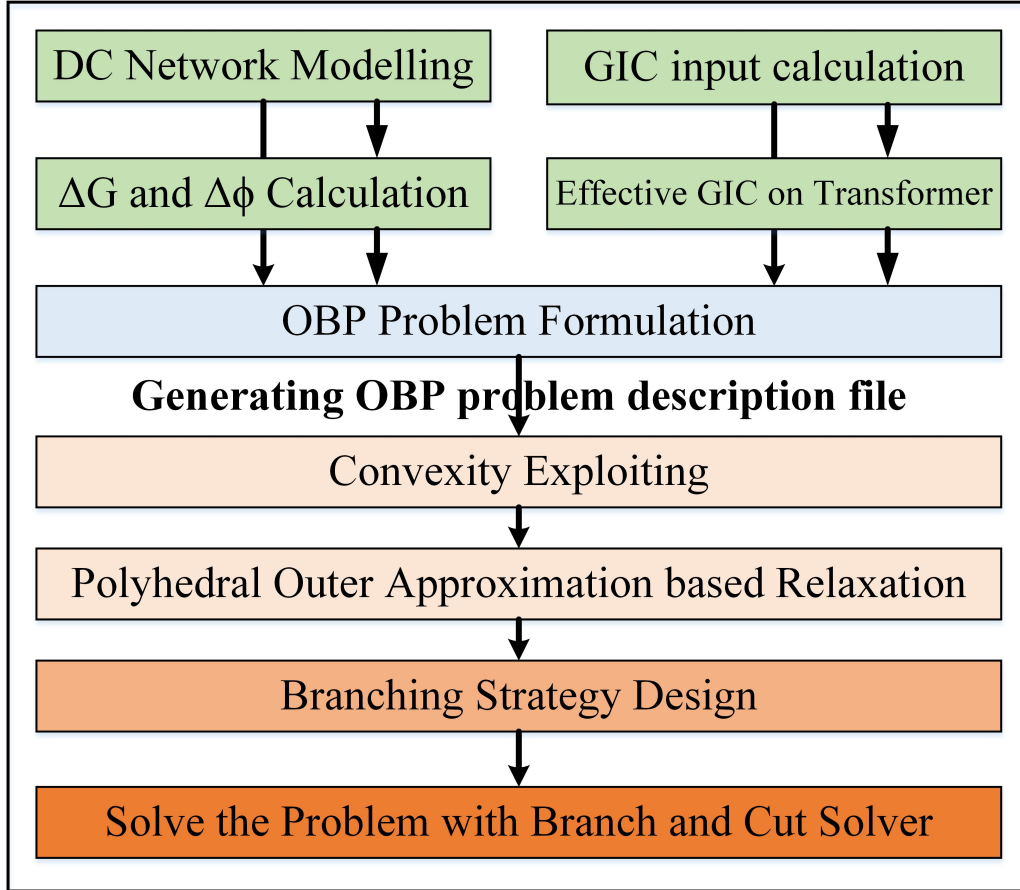 DC Network Modelling
GIC input calculation
ΔG and Δϕ Calculation
Effective GIC on Transformer
OBP Problem Formulation
Generating OBP problem description file
Convexity Exploiting
Polyhedral Outer Approximation based Relaxation
Branching Strategy Design
Solve the Problem with Branch and Cut Solver